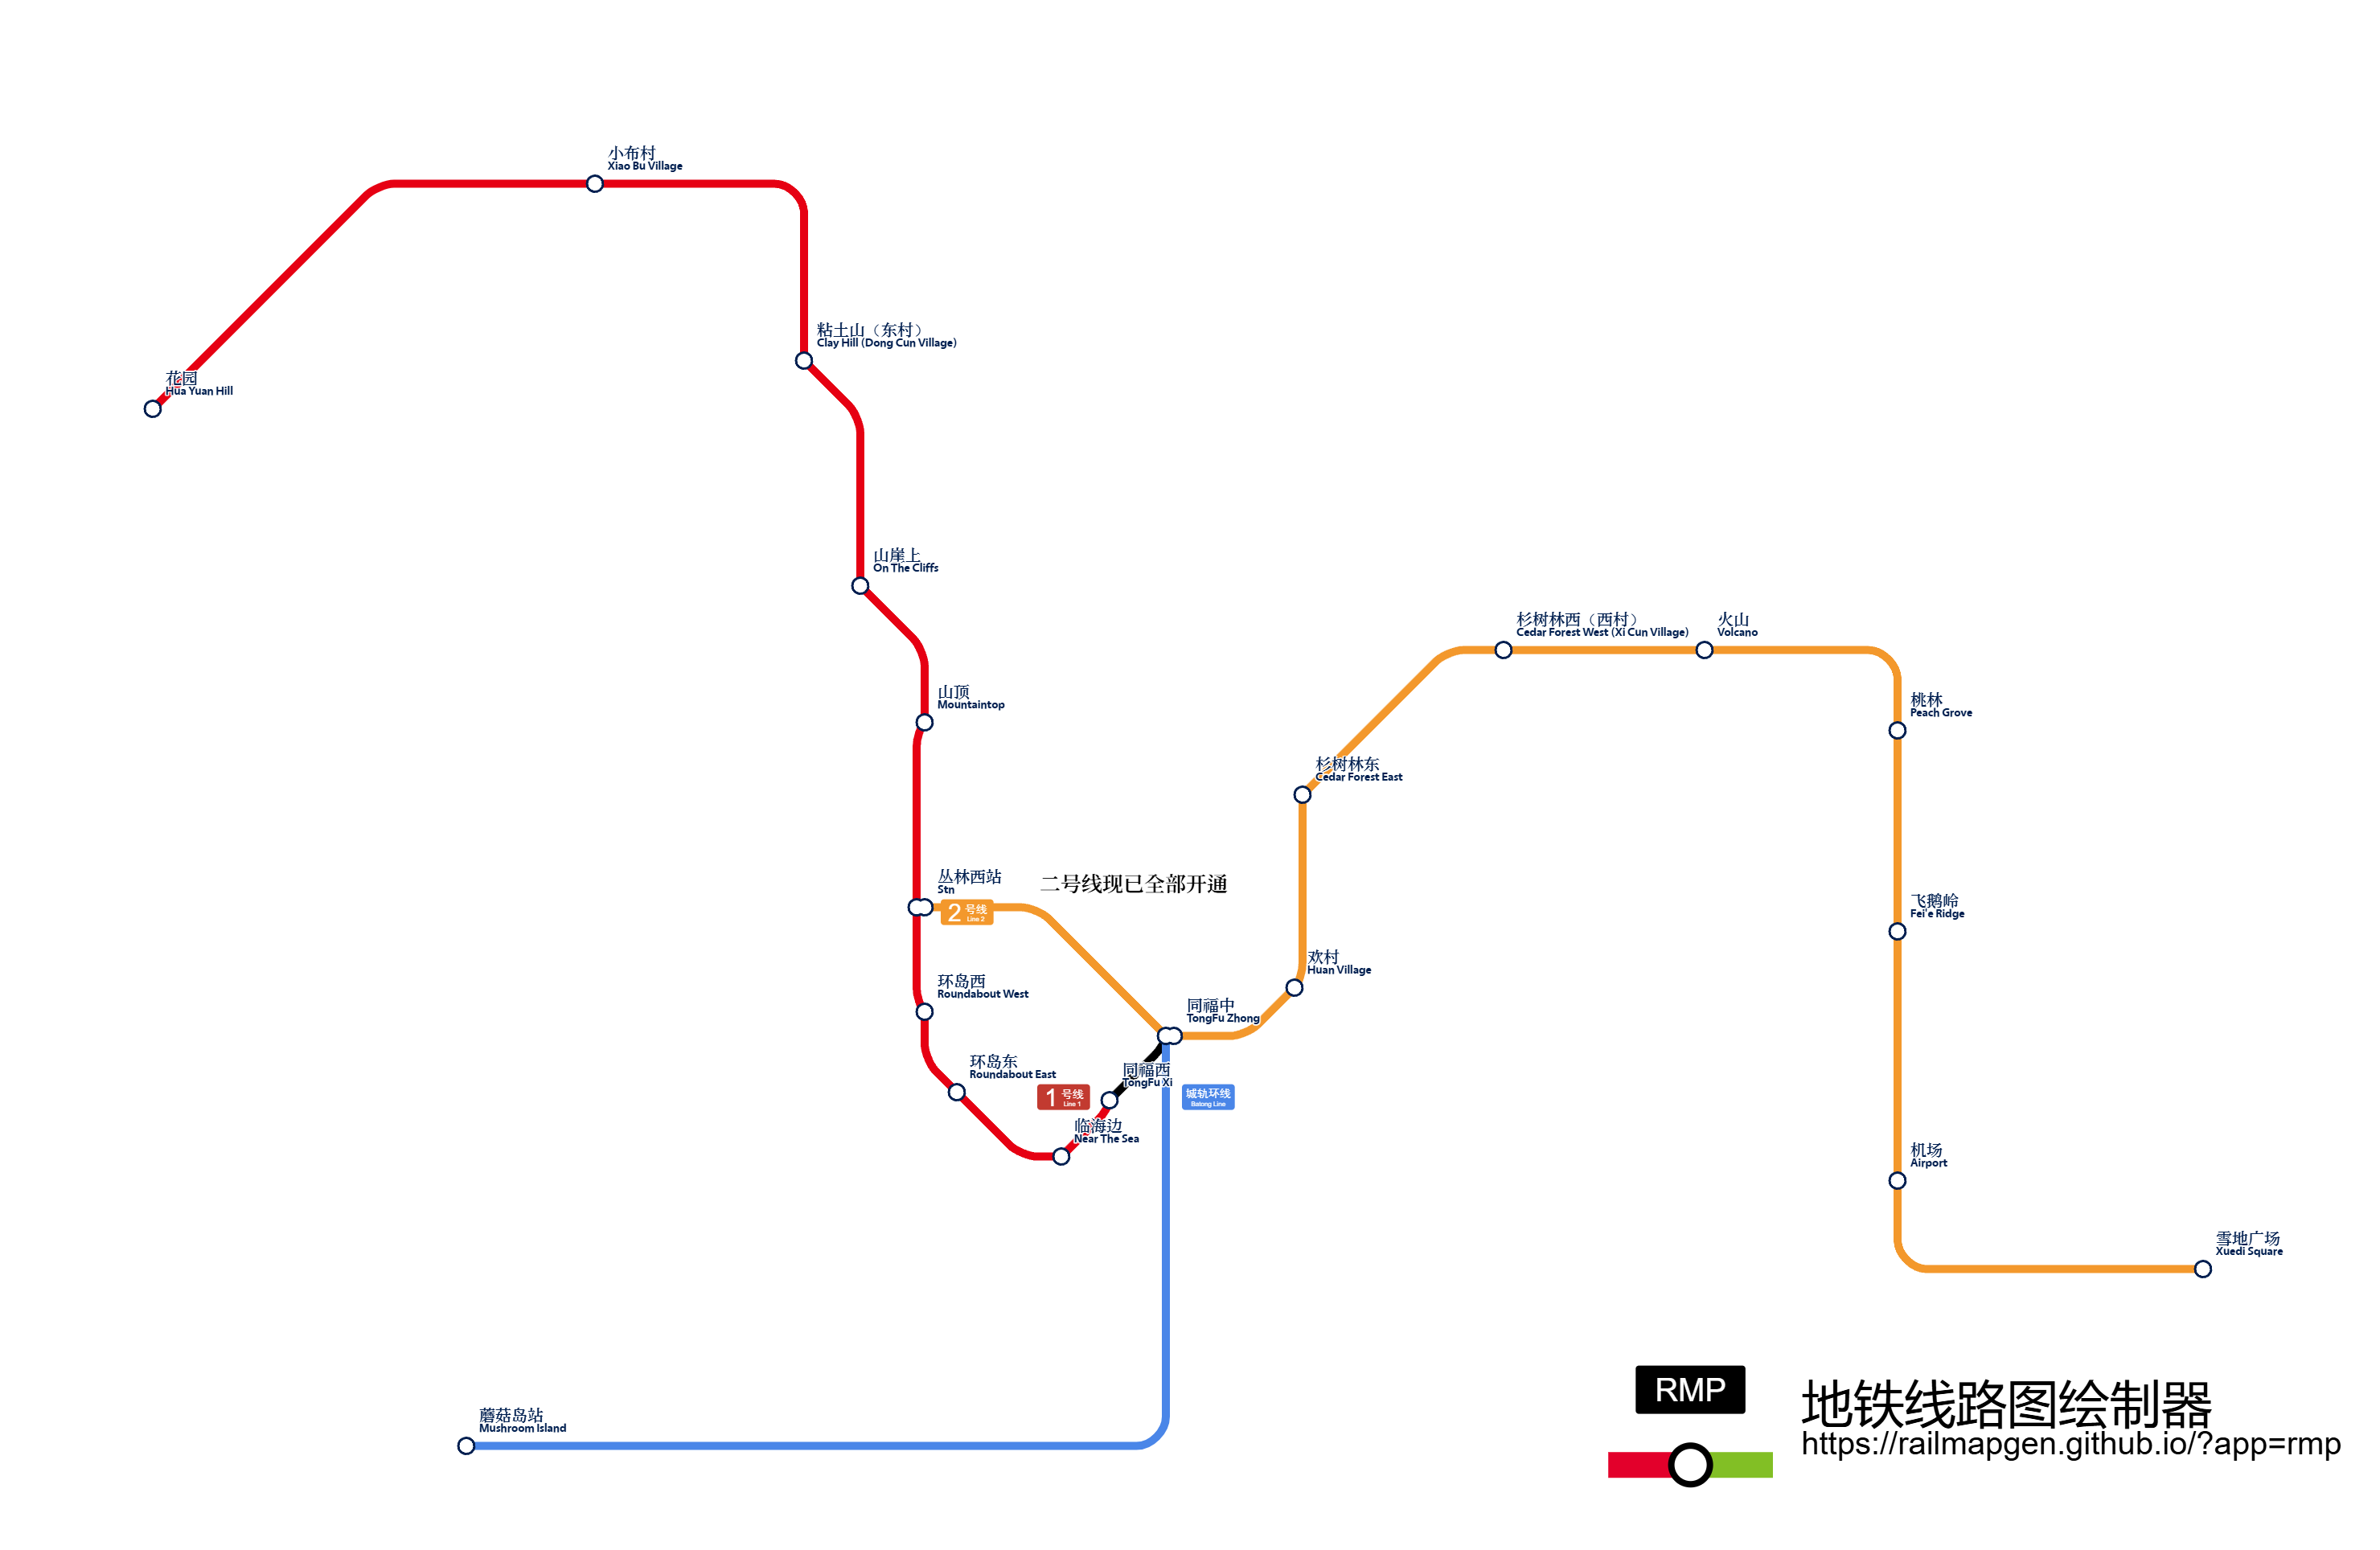 小布村
Xiao Bu Village
粘土山（东村）
Clay Hill (Dong Cun Village)
花园
Hua Yuan Hill
山崖上
On The Cliffs
杉树林西（西村）
Cedar Forest West (Xi Cun Village)
火山
Volcano
山顶
Mountaintop
桃林
Peach Grove
杉树林东
Cedar Forest East
丛林西站
Stn
二号线现已全部开通
2 号线
Line 2
飞鹅岭
Fei'e Ridge
欢村
Huan Village
环岛西
Roundabout West
同福中
TongFu Zhong
环岛东
Roundabout East
同福西
TongFu Xi
1 号线
Line 1
城轨环线
Batong Line
临海边
Near The Sea
机场
Airport
雪地广场
Xuedi Square
蘑菇岛站
Mushroom Island
RMP
地铁线路图绘制器
https://railmapgen.github.io/?app=rmp